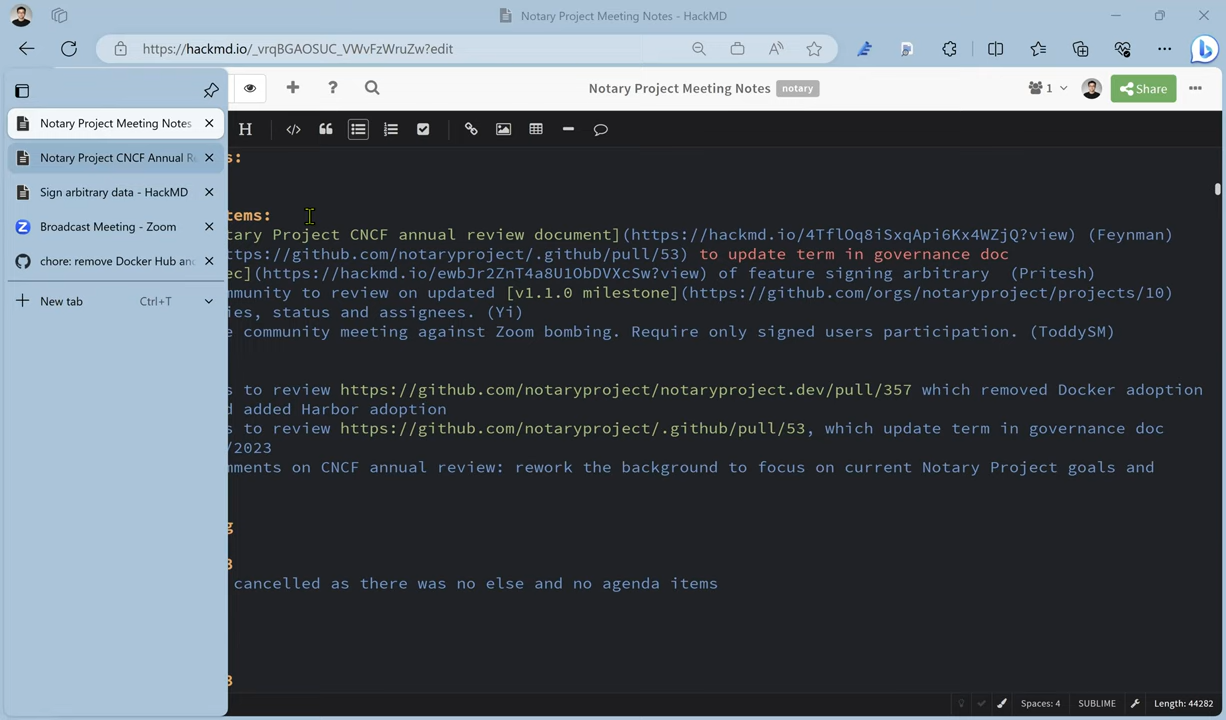 Notary Project Meeting Notes - HackMD
https://hackmd.io/_vrqBGAOSUC_VWvFzWruZw?edit
Notary Project Meeting Notes notary
1
Share
Notary Project Meeting Notes
Notary Project CNCF Annual Re
Sign arbitrary data - HackMD
Broadcast Meeting - Zoom
chore: remove Docker Hub and
New tab Ctrl+T
s:
tems:
tary Project CNCF annual review document](https://hackmd.io/4TflOq8iSxqApi6Kx4WZjQ?view) (Feynman)
ttps://github.com/notaryproject/.github/pull/53) to update term in governance doc
ec](https://hackmd.io/ewbJr2ZnT4a8U1ObDVXcSw?view) of feature signing arbitrary (Pritesh)
mmunity to review on updated [v1.1.0 milestone](https://github.com/orgs/notaryproject/projects/10)
ies, status and assignees. (Yi)
e community meeting against Zoom bombing. Require only signed users participation. (ToddySM)
s to review https://github.com/notaryproject/notaryproject.dev/pull/357 which removed Docker adoption
d added Harbor adoption
s to review https://github.com/notaryproject/.github/pull/53, which update term in governance doc
/2023
mments on CNCF annual review: rework the background to focus on current Notary Project goals and
g
3
cancelled as there was no else and no agenda items
3
Spaces: 4 SUBLIME Length: 44282